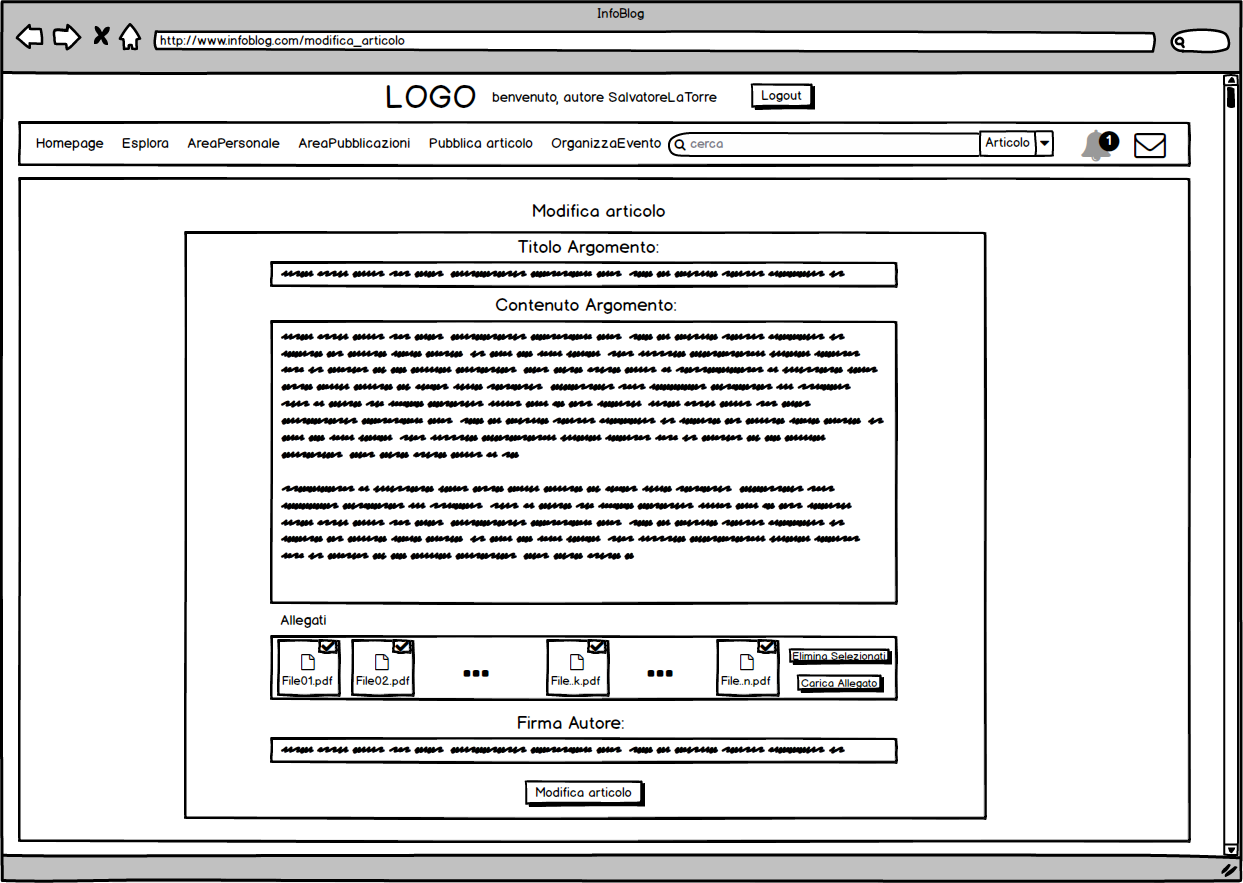 InfoBlog
http://www.infoblog.com/modifica_articolo
LOGO benvenuto, autore SalvatoreLaTorre Logout
Homepage Esplora AreaPersonale AreaPubblicazioni Pubblica articolo OrganizzaEvento cerca Articolo 1
Modifica articolo
Titolo Argomento:
Contenuto Argomento:
Allegati
File01.pdf File02.pdf ... File..k.pdf ... File..n.pdf
Elimina Selezionati
Carica Allegato
Firma Autore:
Modifica articolo